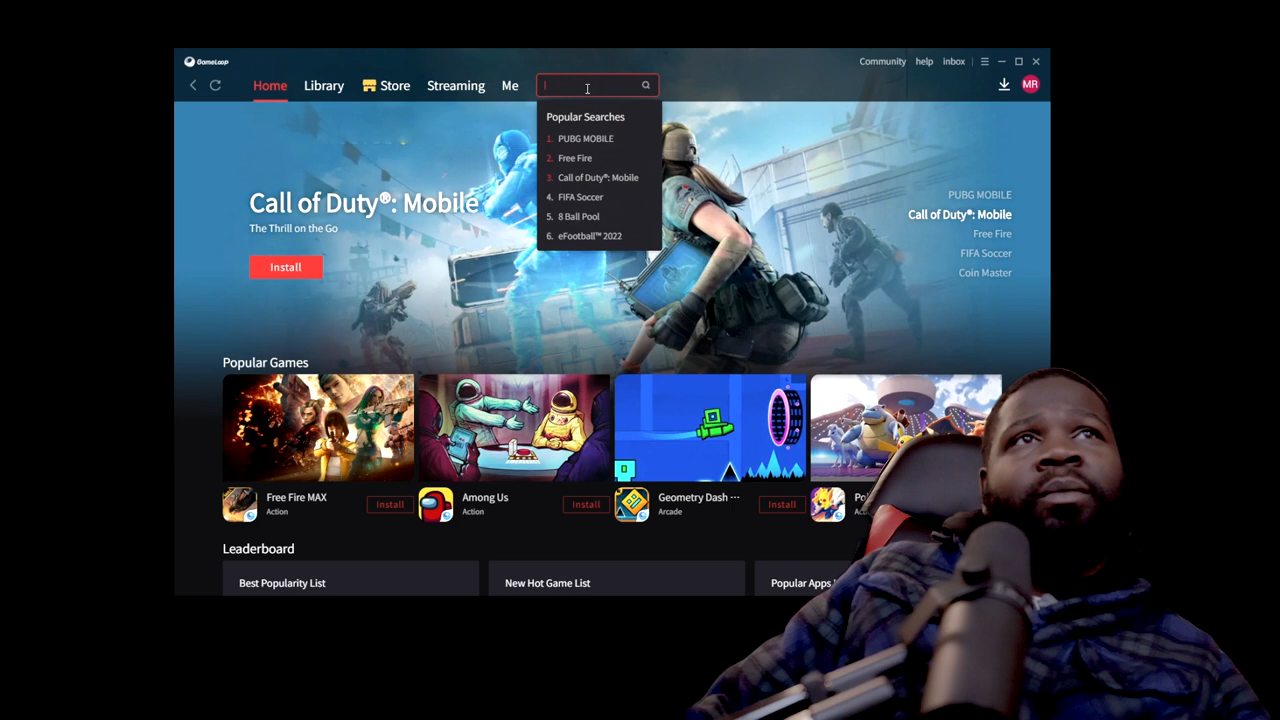 GameLoop
Community help inbox
Home Library Store Streaming Me
MR
Popular Searches
1. PUBG MOBILE
2. Free Fire
3. Call of Duty®: Mobile
4. FIFA Soccer
5. 8 Ball Pool
6. eFootball™ 2022
Call of Duty®: Mobile
The Thrill on the Go
Install
PUBG MOBILE
Call of Duty®: Mobile
Free Fire
FIFA Soccer
Coin Master
Popular Games
Free Fire MAX
Action
Install
Among Us
Action
Install
Geometry Dash ···
Arcade
Install
Leaderboard
Best Popularity List
New Hot Game List
Popular Apps